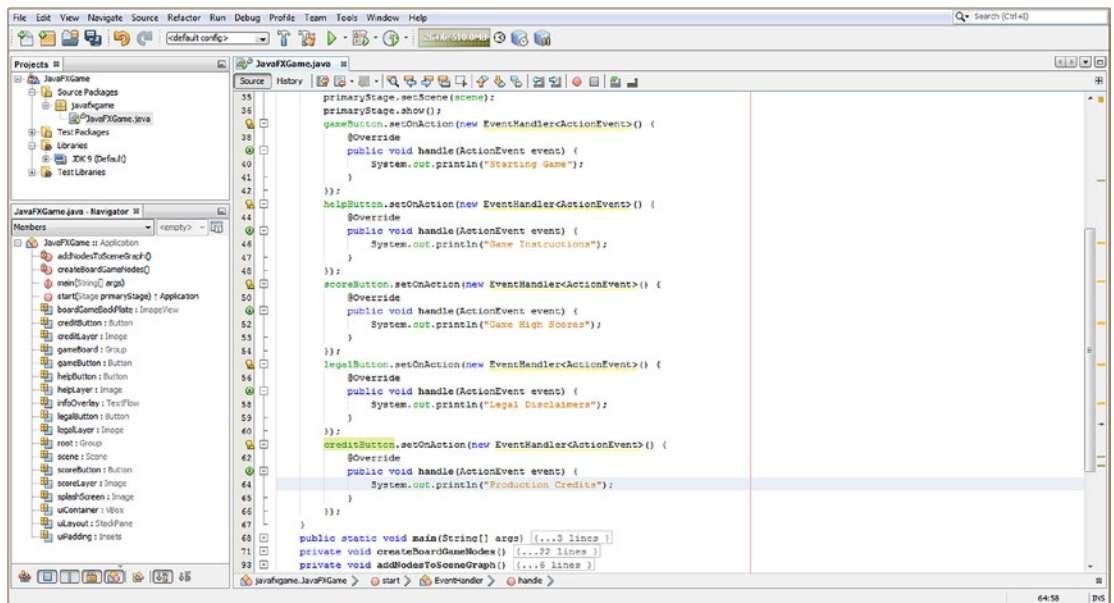 File Edit View Navigate Source Refactor Run Debug Profile Team Tools Window Help
Search (Ctrl+I)
<default config>
Projects
JavaFXGame
Source Packages
javafxgame
JavaFXGame.java
Test Packages
Libraries
JDK 9 (Default)
Test Libraries
JavaFXGame.java - Navigator
Members
<empty>
JavaFXGame :: Application
addNodesToSceneGraph()
createBoardGameNodes()
main(String[] args)
start(Stage primaryStage) ↑ Application
boardGameBackPlate : ImageView
creditButton : Button
creditLayer : Image
gameBoard : Group
gameButton : Button
helpButton : Button
helpLayer : Image
infoOverlay : TextFlow
legalButton : Button
legalLayer : Image
root : Group
scene : Scene
scoreButton : Button
scoreLayer : Image
splashScreen : Image
uiContainer : VBox
uiLayout : StackPane
uiPadding : Insets
JavaFXGame.java
Source History
35 primaryStage.setScene(scene);
36 primaryStage.show();
gameButton.setOnAction(new EventHandler<ActionEvent>() {
38 @Override
public void handle(ActionEvent event) {
40 System.out.println("Starting Game");
41 }
42 });
helpButton.setOnAction(new EventHandler<ActionEvent>() {
44 @Override
public void handle(ActionEvent event) {
46 System.out.println("Game Instructions");
47 }
48 });
scoreButton.setOnAction(new EventHandler<ActionEvent>() {
50 @Override
public void handle(ActionEvent event) {
52 System.out.println("Game High Scores");
53 }
54 });
legalButton.setOnAction(new EventHandler<ActionEvent>() {
56 @Override
public void handle(ActionEvent event) {
58 System.out.println("Legal Disclaimers");
59 }
60 });
creditButton.setOnAction(new EventHandler<ActionEvent>() {
62 @Override
public void handle(ActionEvent event) {
64 System.out.println("Production Credits");
65 }
66 });
67 }
68 public static void main(String[] args) {...3 lines }
71 private void createBoardGameNodes() {...22 lines }
93 private void addNodesToSceneGraph() {...6 lines }
javafxgame.JavaFXGame start EventHandler handle
64:58 INS